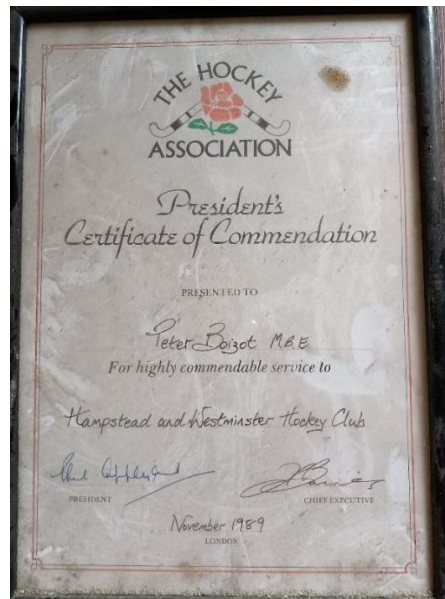 THE HOCKEY
ASSOCIATION
President's
Certificate of Commendation
PRESENTED TO
Peter Boizot M.B.E
For highly commendable service to
Hampstead and Westminster Hockey Club
PRESIDENT
CHIEF EXECUTIVE
November 1989
LONDON